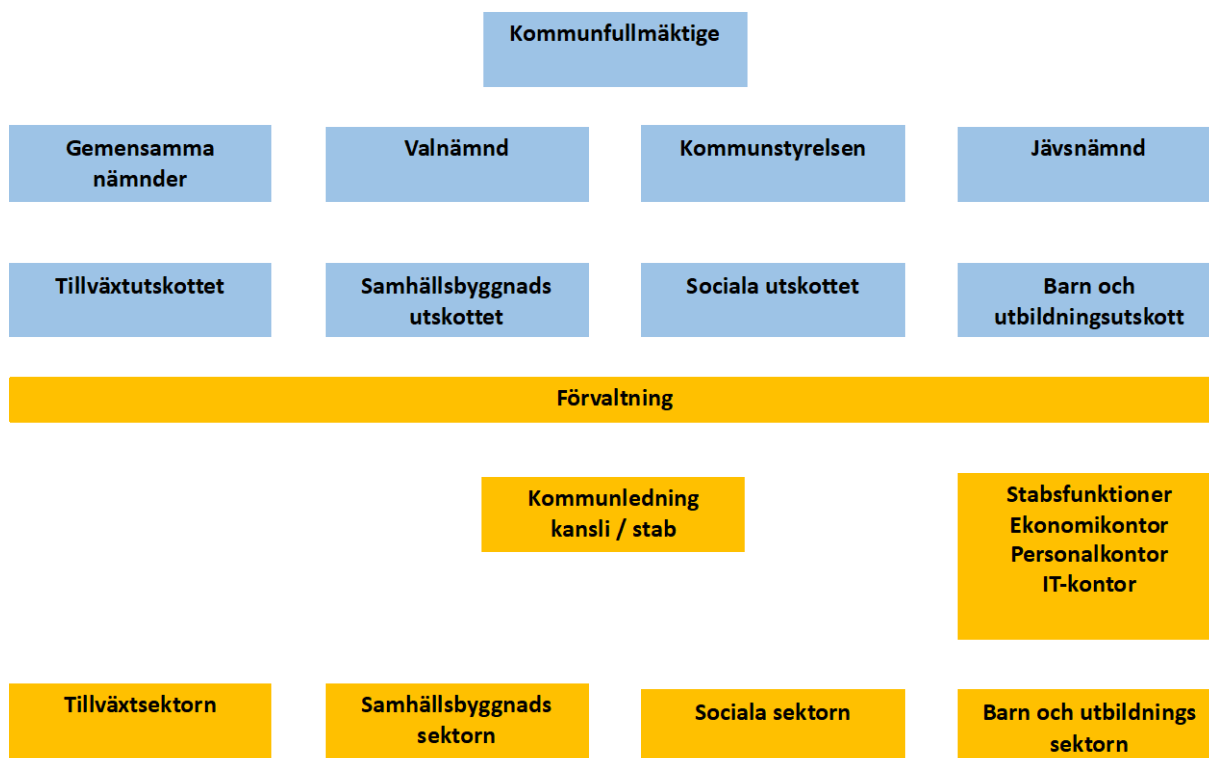 Kommunfullmäktige
Gemensamma
nämnder
Valnämnd
Kommunstyrelsen
Jävsnämnd
Tillväxtutskottet
Samhällsbyggnads
utskottet
Sociala utskottet
Barn och
utbildningsutskott
Förvaltning
Kommunledning
kansli / stab
Stabsfunktioner
Ekonomikontor
Personalkontor
IT-kontor
Tillväxtsektorn
Samhällsbyggnads
sektorn
Sociala sektorn
Barn och utbildnings
sektorn